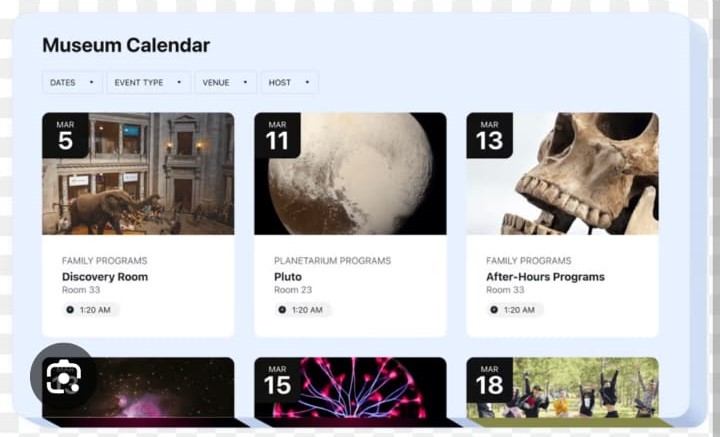 Museum Calendar
DATES
EVENT TYPE
VENUE
HOST
MAR
5
FAMILY PROGRAMS
Discovery Room
Room 33
1:20 AM
MAR
11
PLANETARIUM PROGRAMS
Pluto
Room 23
1:20 AM
MAR
13
FAMILY PROGRAMS
After-Hours Programs
Room 33
1:20 AM
MAR
15
MAR
18